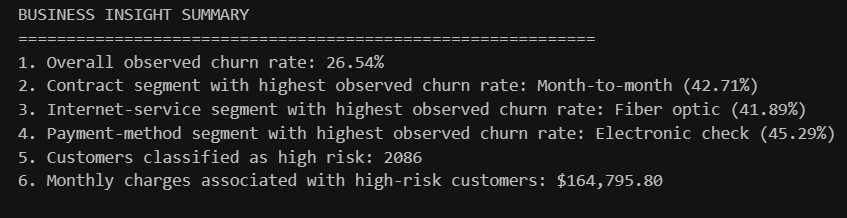 BUSINESS INSIGHT SUMMARY
============================================================
1. Overall observed churn rate: 26.54%
2. Contract segment with highest observed churn rate: Month-to-month (42.71%)
3. Internet-service segment with highest observed churn rate: Fiber optic (41.89%)
4. Payment-method segment with highest observed churn rate: Electronic check (45.29%)
5. Customers classified as high risk: 2086
6. Monthly charges associated with high-risk customers: $164,795.80